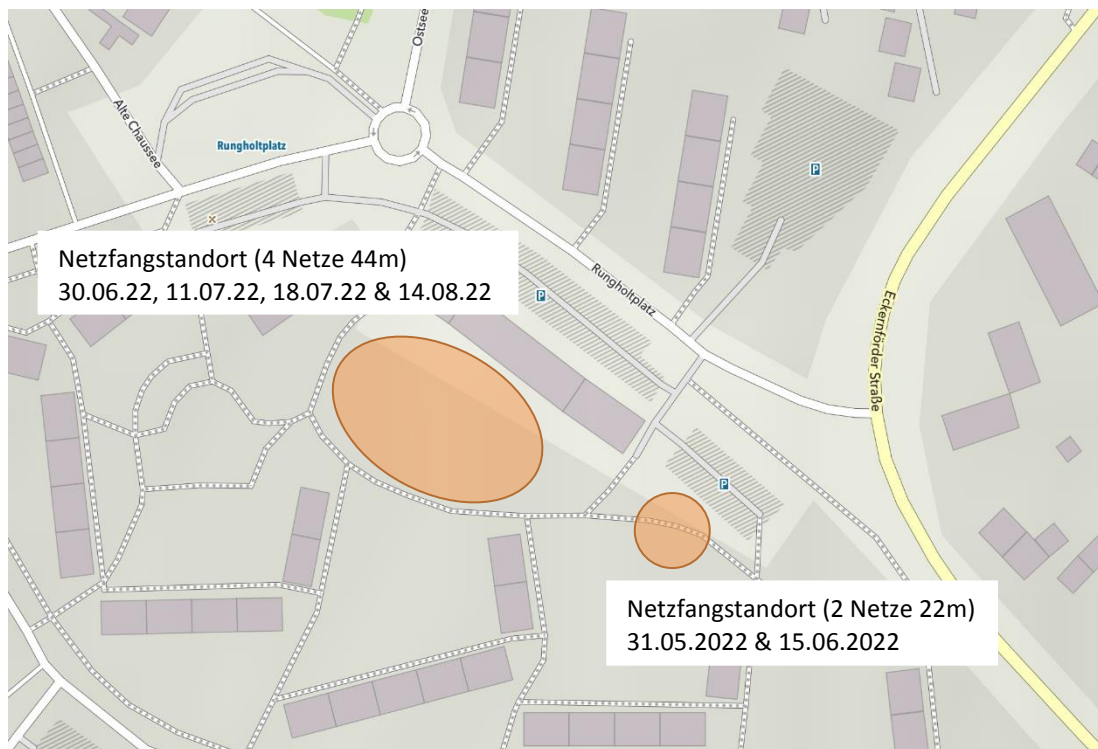 Ostsee
Alte Chaussee
Rungholtplatz
P
Netzfangstandort (4 Netze 44m)
30.06.22, 11.07.22, 18.07.22 & 14.08.22
Rungholtplatz
P
Eckernförder Straße
P
Netzfangstandort (2 Netze 22m)
31.05.2022 & 15.06.2022